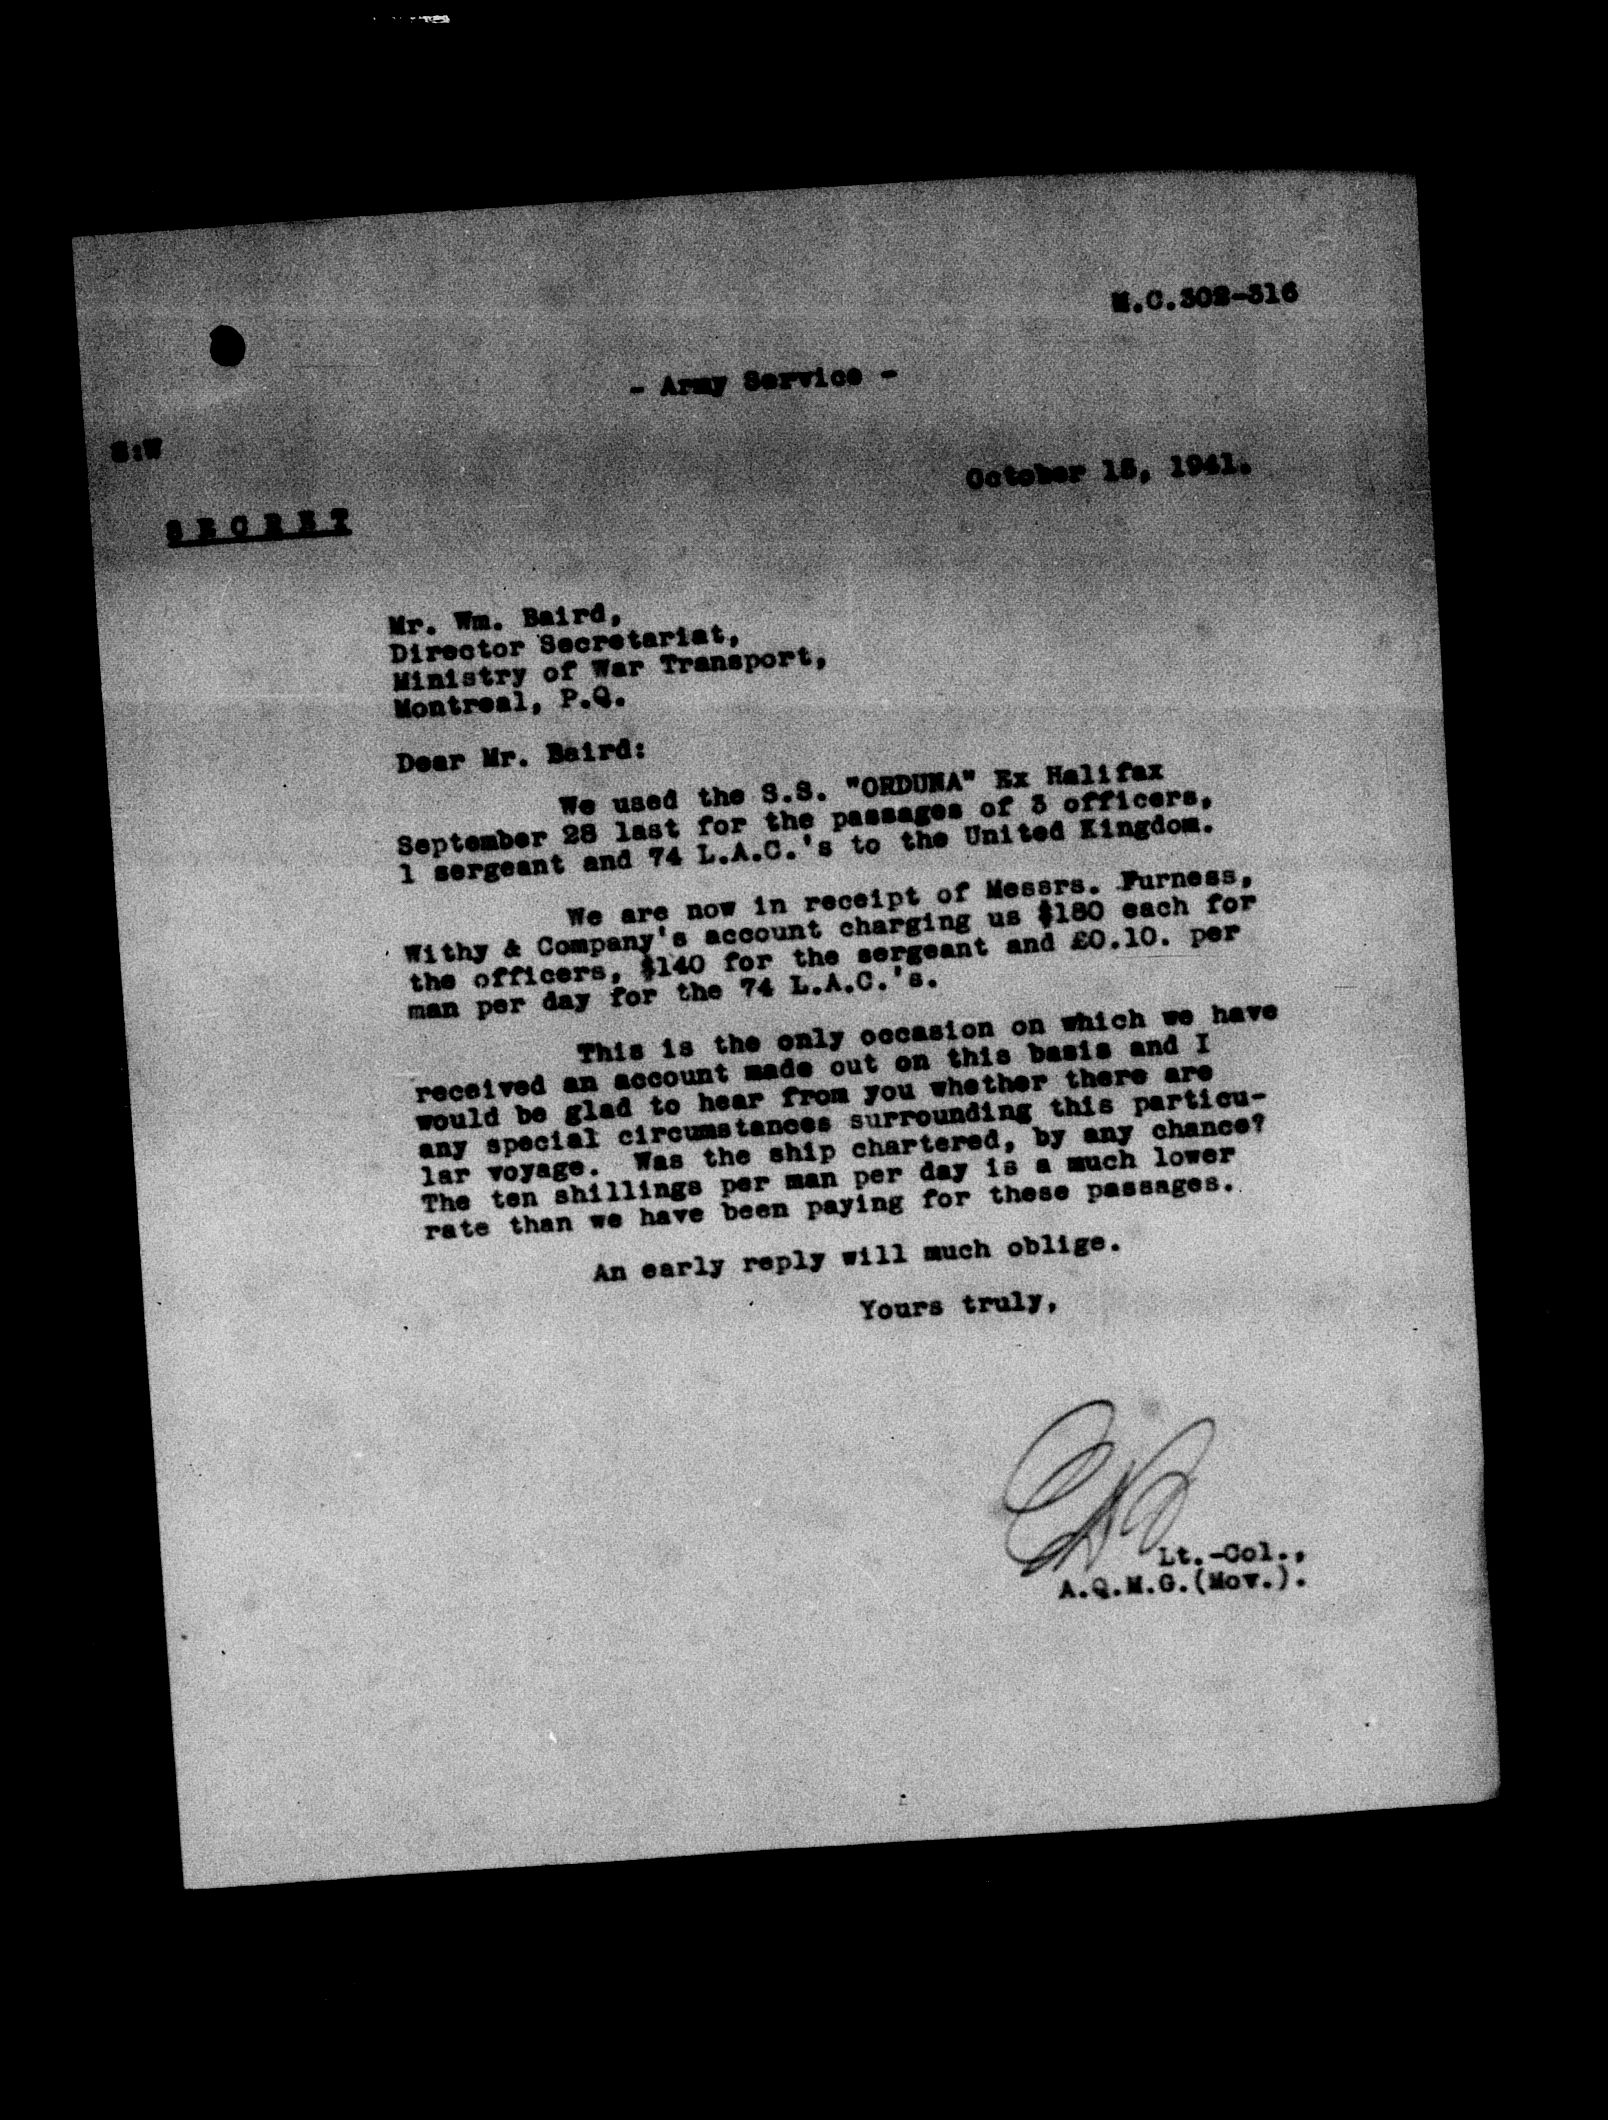 M.C.302-316
- Army Service -
S:W
October 15, 1941.
SECRET
Mr. Wm. Baird,
Director Secretariat,
Ministry of War Transport,
Montreal, P.Q.
Dear Mr. Baird:
We used the S.S. "ORDUNA" Ex Halifax
September 28 last for the passages of 3 officers,
1 sergeant and 74 L.A.C.'s to the United Kingdom.
We are now in receipt of Messrs. Furness,
Withy & Company's account charging us $180 each for
the officers, $140 for the sergeant and £0.10. per
man per day for the 74 L.A.C.'s.
This is the only occasion on which we have
received an account made out on this basis and I
would be glad to hear from you whether there are
any special circumstances surrounding this particu-
lar voyage. Was the ship chartered, by any chance?
The ten shillings per man per day is a much lower
rate than we have been paying for these passages.
An early reply will much oblige.
Yours truly,
Lt.-Col.,
A.Q.M.G.(Mov.).